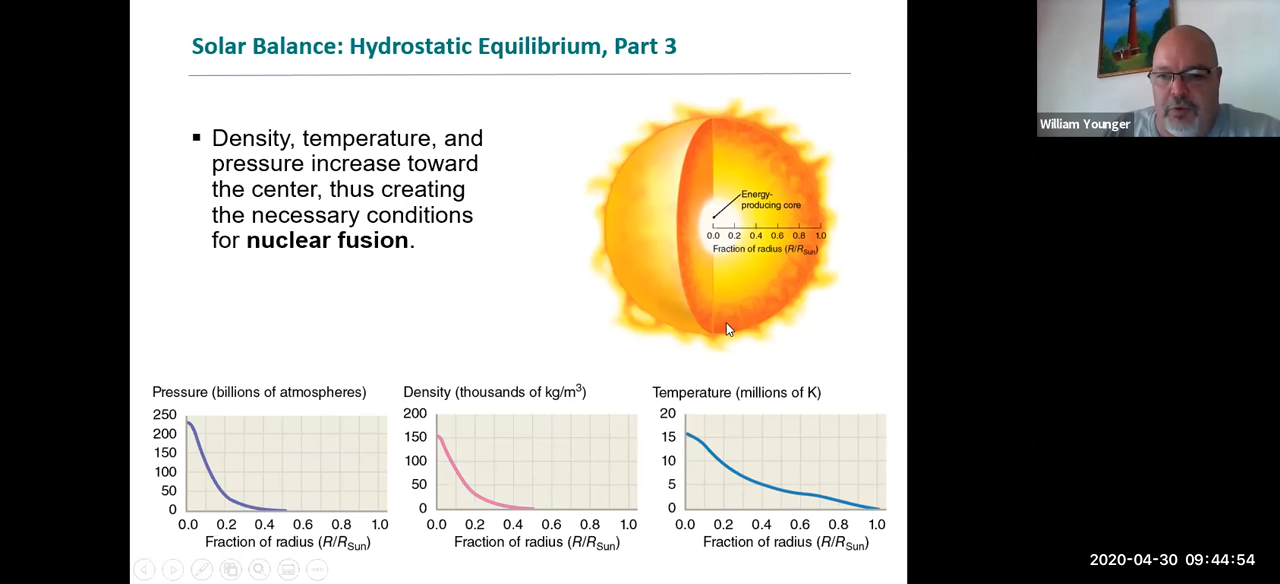 Solar Balance: Hydrostatic Equilibrium, Part 3
William Younger
▪ Density, temperature, and
pressure increase toward
the center, thus creating
the necessary conditions
for nuclear fusion.
Energy-
producing core
0.0 0.2 0.4 0.6 0.8 1.0
Fraction of radius (R/RSun)
Pressure (billions of atmospheres)
250
200
150
100
50
0
0.0 0.2 0.4 0.6 0.8 1.0
Fraction of radius (R/RSun)
Density (thousands of kg/m³)
200
150
100
50
0
0.0 0.2 0.4 0.6 0.8 1.0
Fraction of radius (R/RSun)
Temperature (millions of K)
20
15
10
5
0
0.0 0.2 0.4 0.6 0.8 1.0
Fraction of radius (R/RSun)
2020-04-30 09:44:54